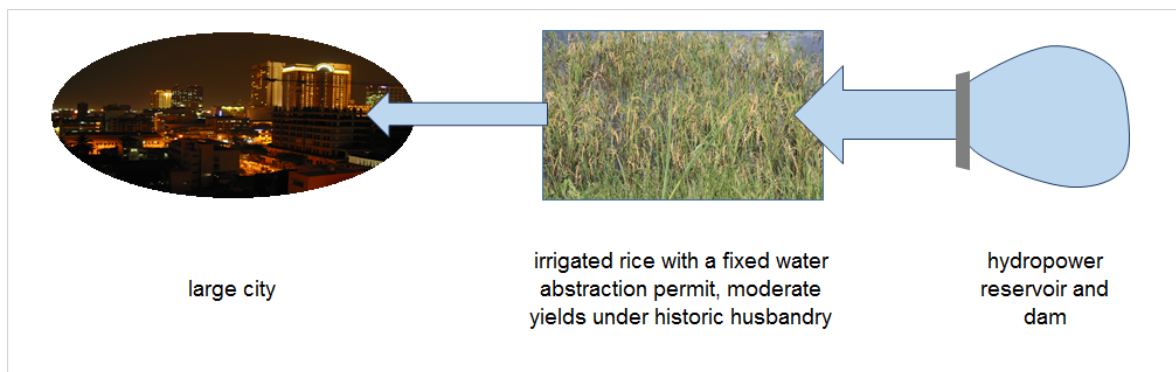 large city
irrigated rice with a fixed water
abstraction permit, moderate
yields under historic husbandry
hydropower
reservoir and
dam